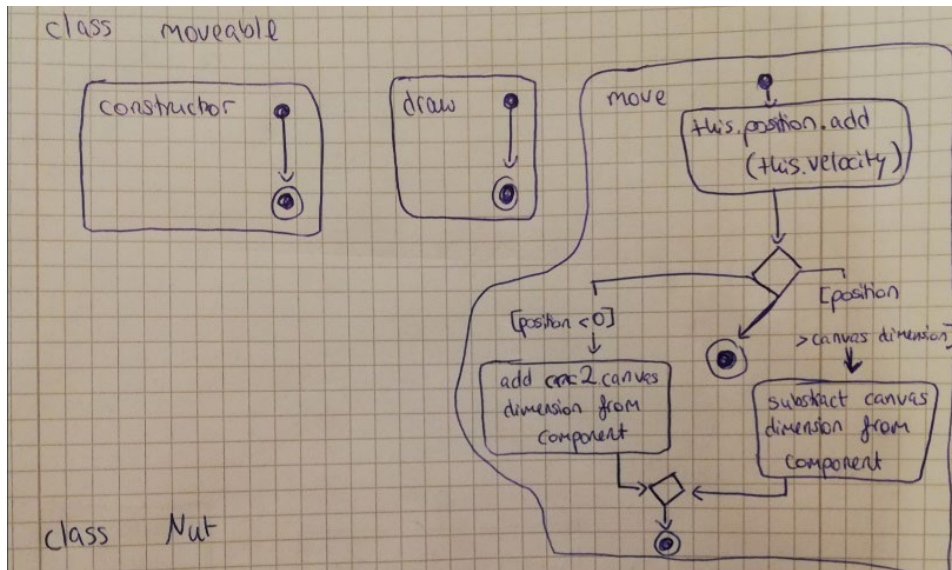 class moveable
constructor
draw
move
this.position.add
(this.velocity)
[position < 0]
[position
> canvas dimension]
add crc2.canvas
dimension from
component
substract canvas
dimension from
component
class Nut